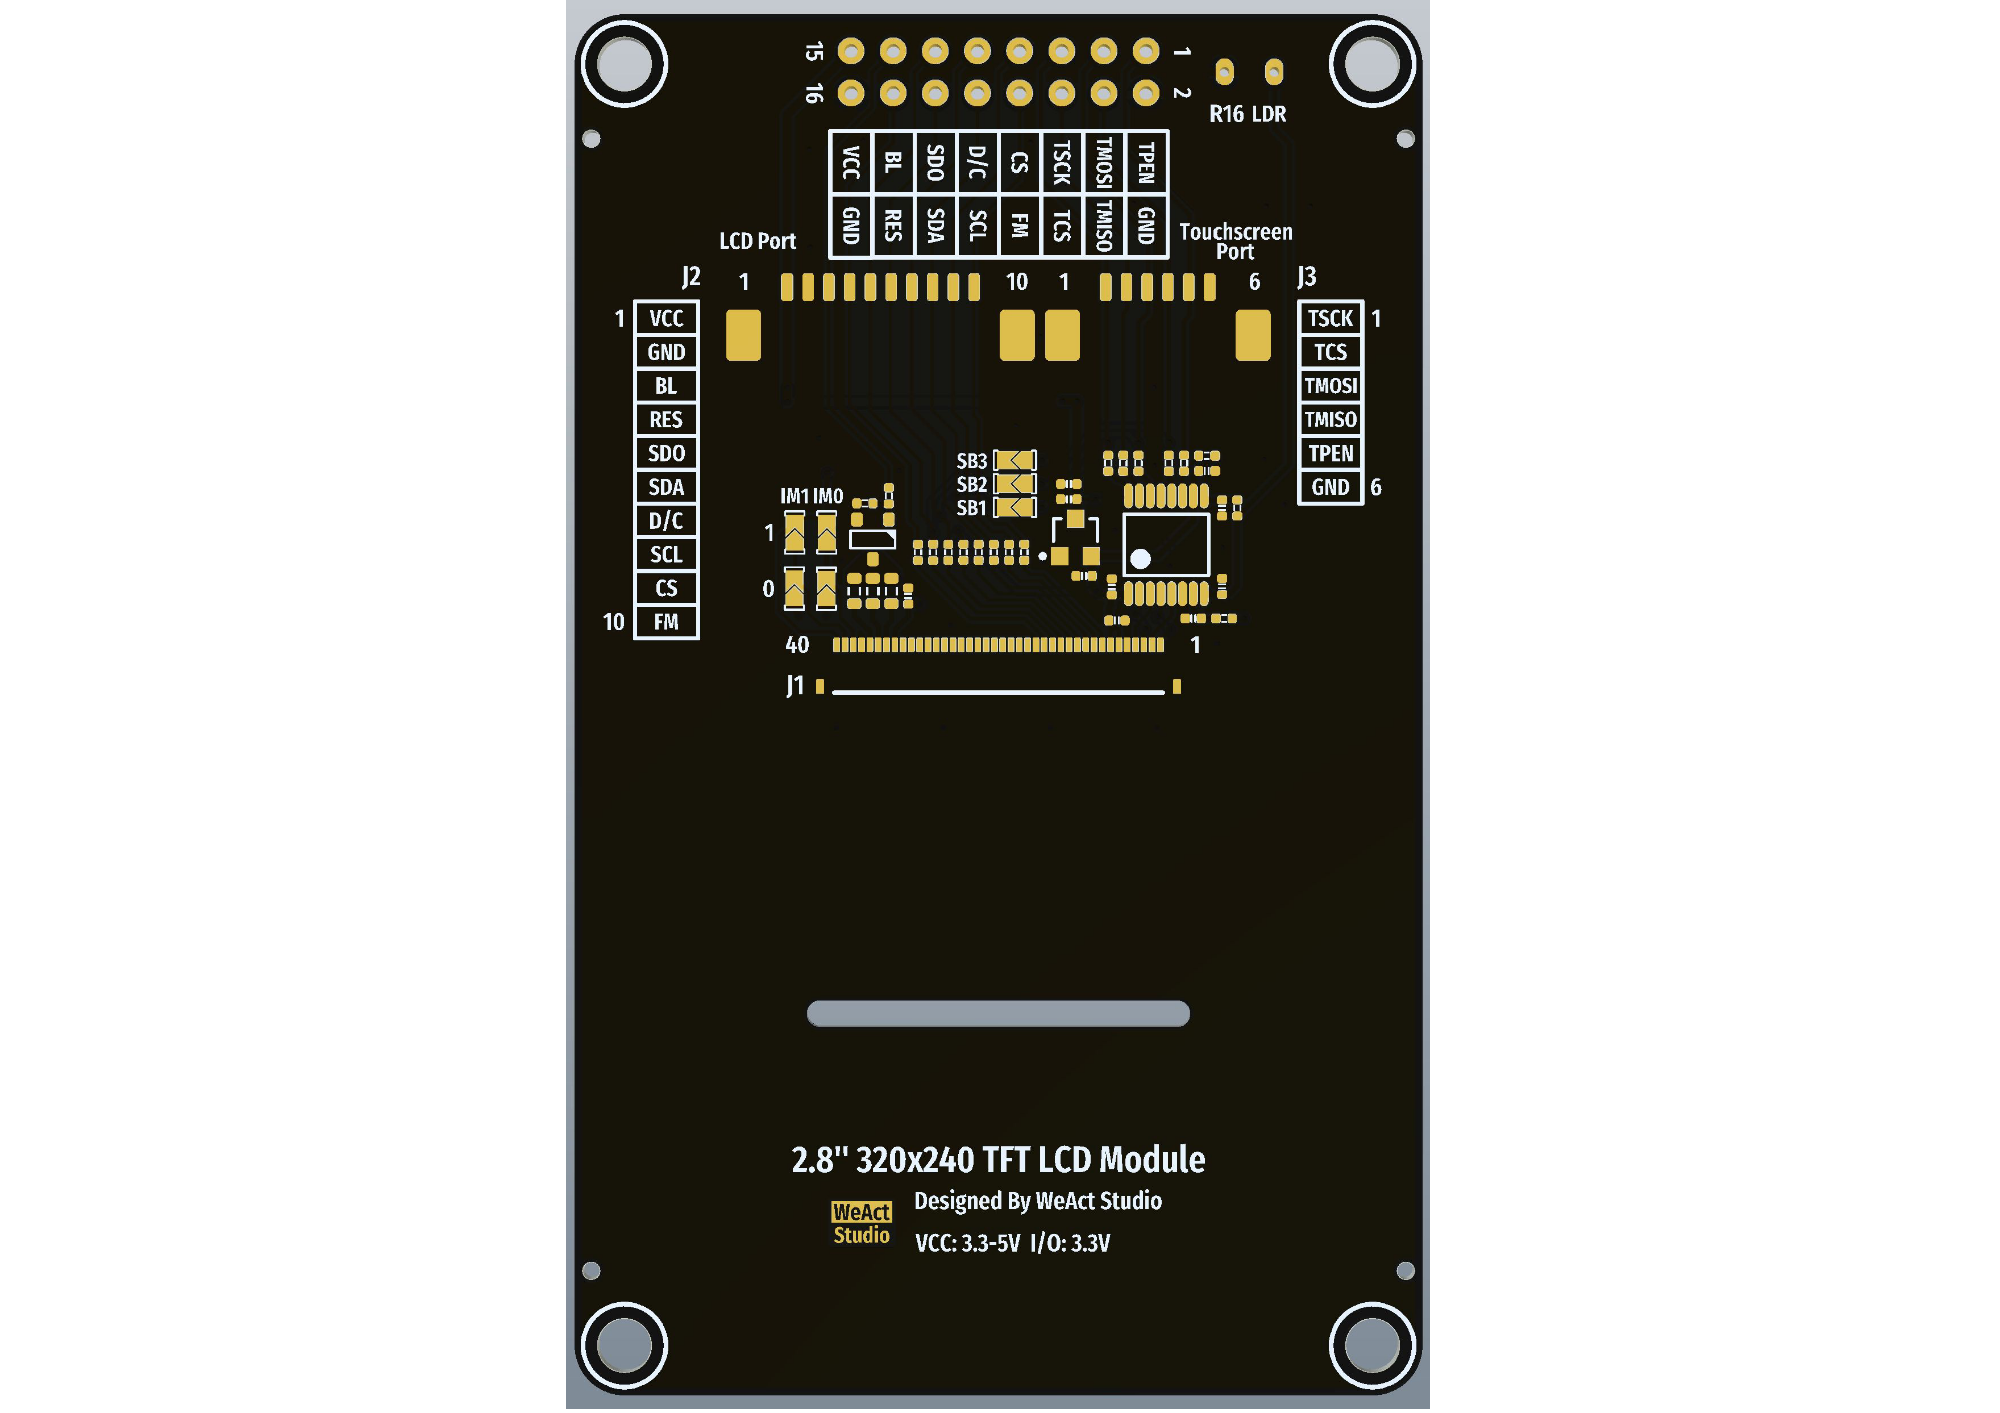 15 1
16 2
R16 LDR
VCC BL SDO D/C CS TSCK TMOSI TPEN
GND RES SDA SCL FM TCS TMISO GND
LCD Port
Touchscreen
Port
J2 1 10 1 6 J3
1 VCC
GND
BL
RES
SDO
SDA
D/C
SCL
CS
10 FM
TSCK 1
TCS
TMOSI
TMISO
TPEN
GND 6
SB3
SB2
SB1
IM1 IM0
1
0
40 1
J1
2.8" 320x240 TFT LCD Module
WeAct
Studio
Designed By WeAct Studio
VCC: 3.3-5V I/O: 3.3V